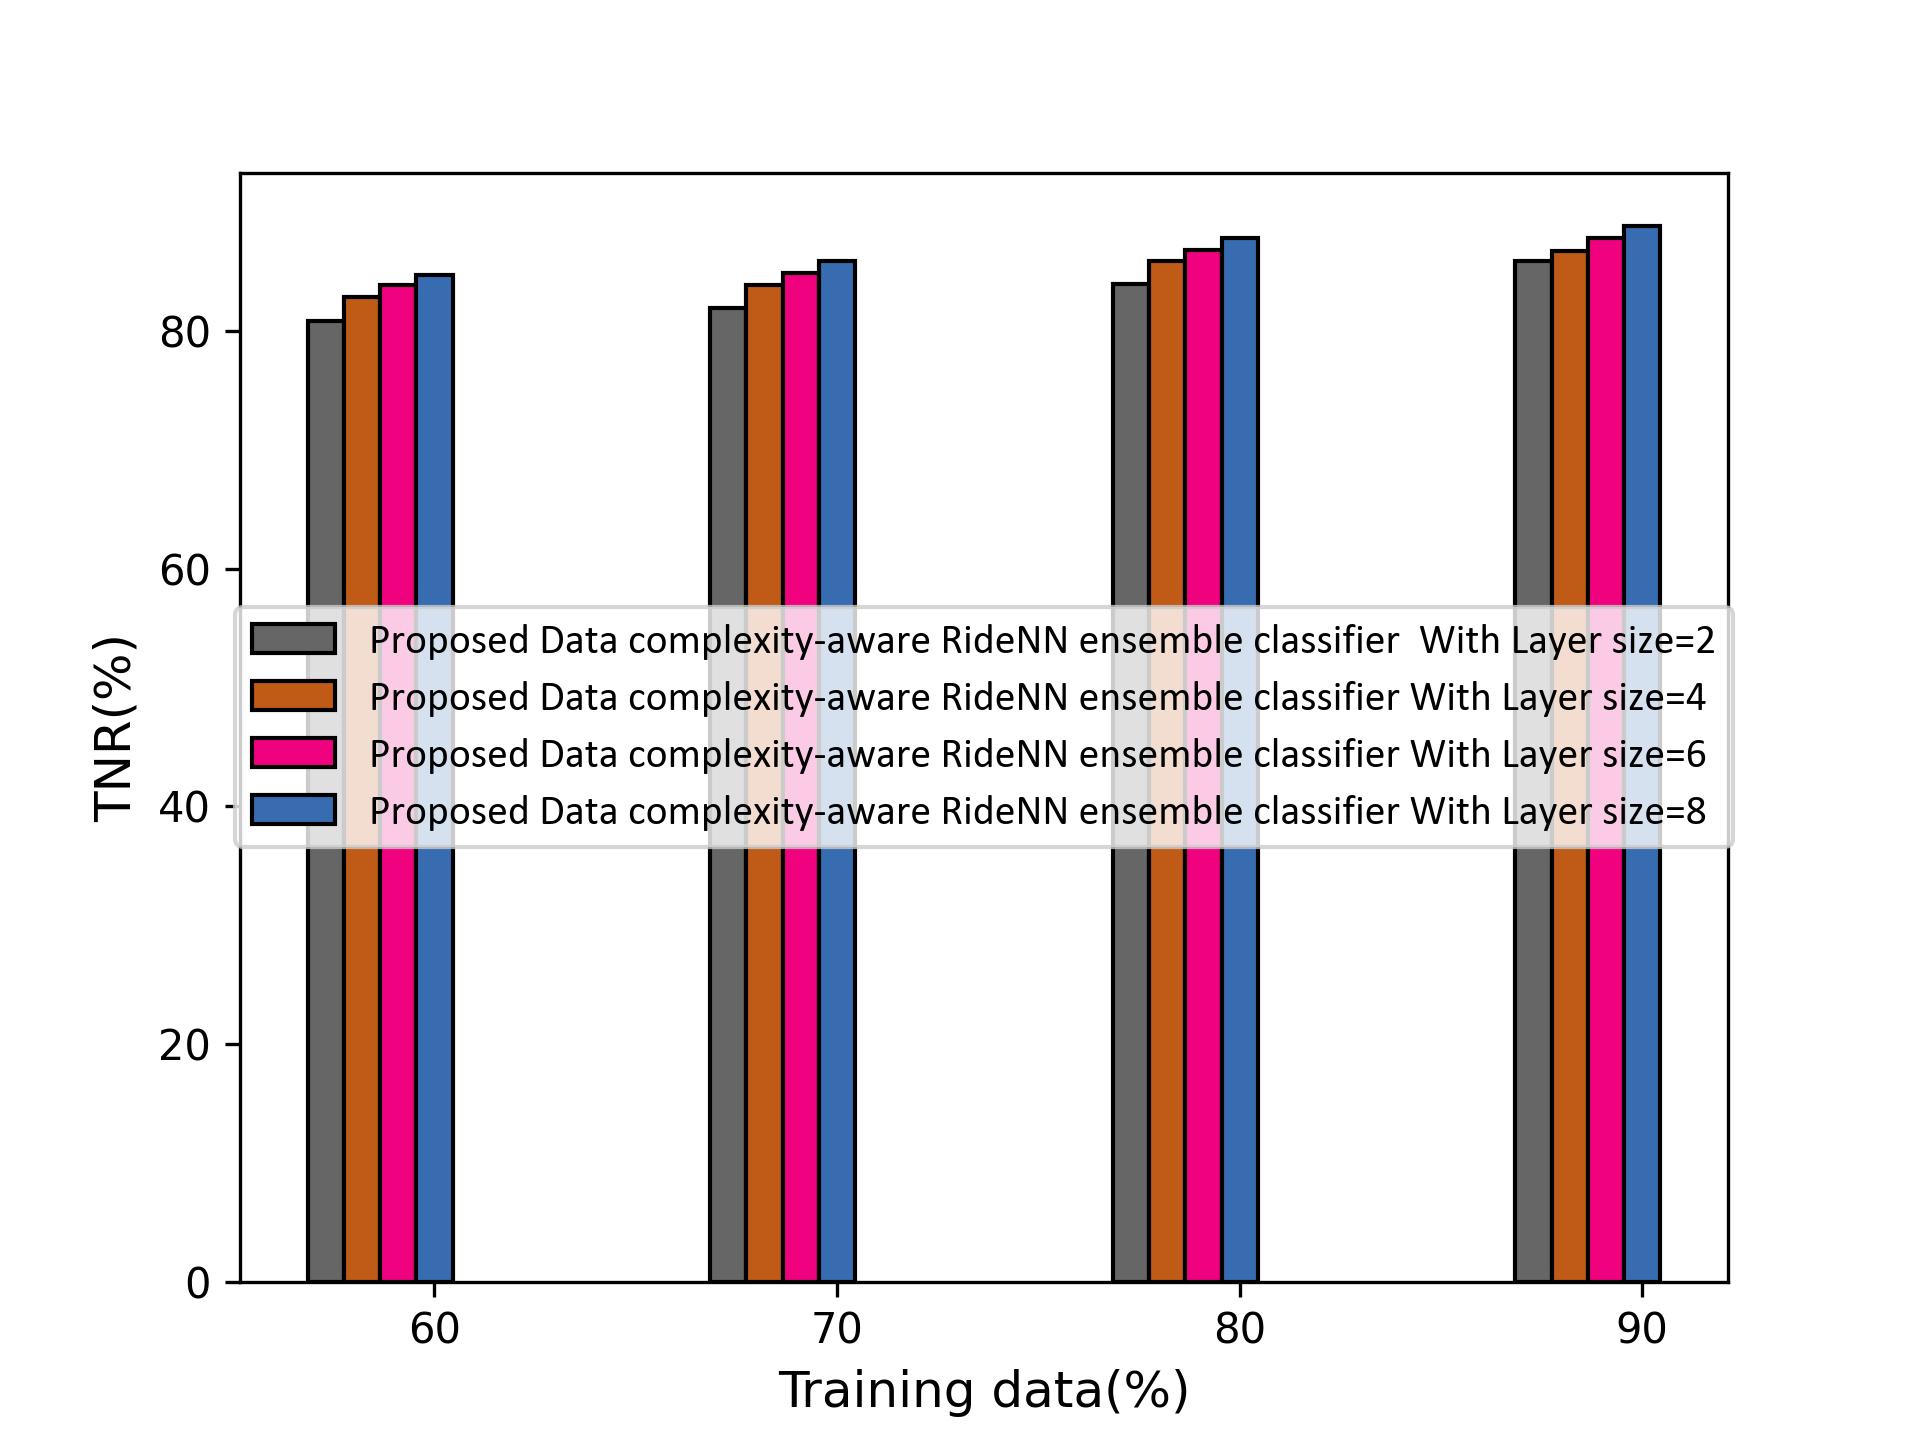 80
60
40
20
0
TNR(%)
Proposed Data complexity-aware RideNN ensemble classifier  With Layer size=2
Proposed Data complexity-aware RideNN ensemble classifier With Layer size=4
Proposed Data complexity-aware RideNN ensemble classifier With Layer size=6
Proposed Data complexity-aware RideNN ensemble classifier With Layer size=8
60 70 80 90
Training data(%)